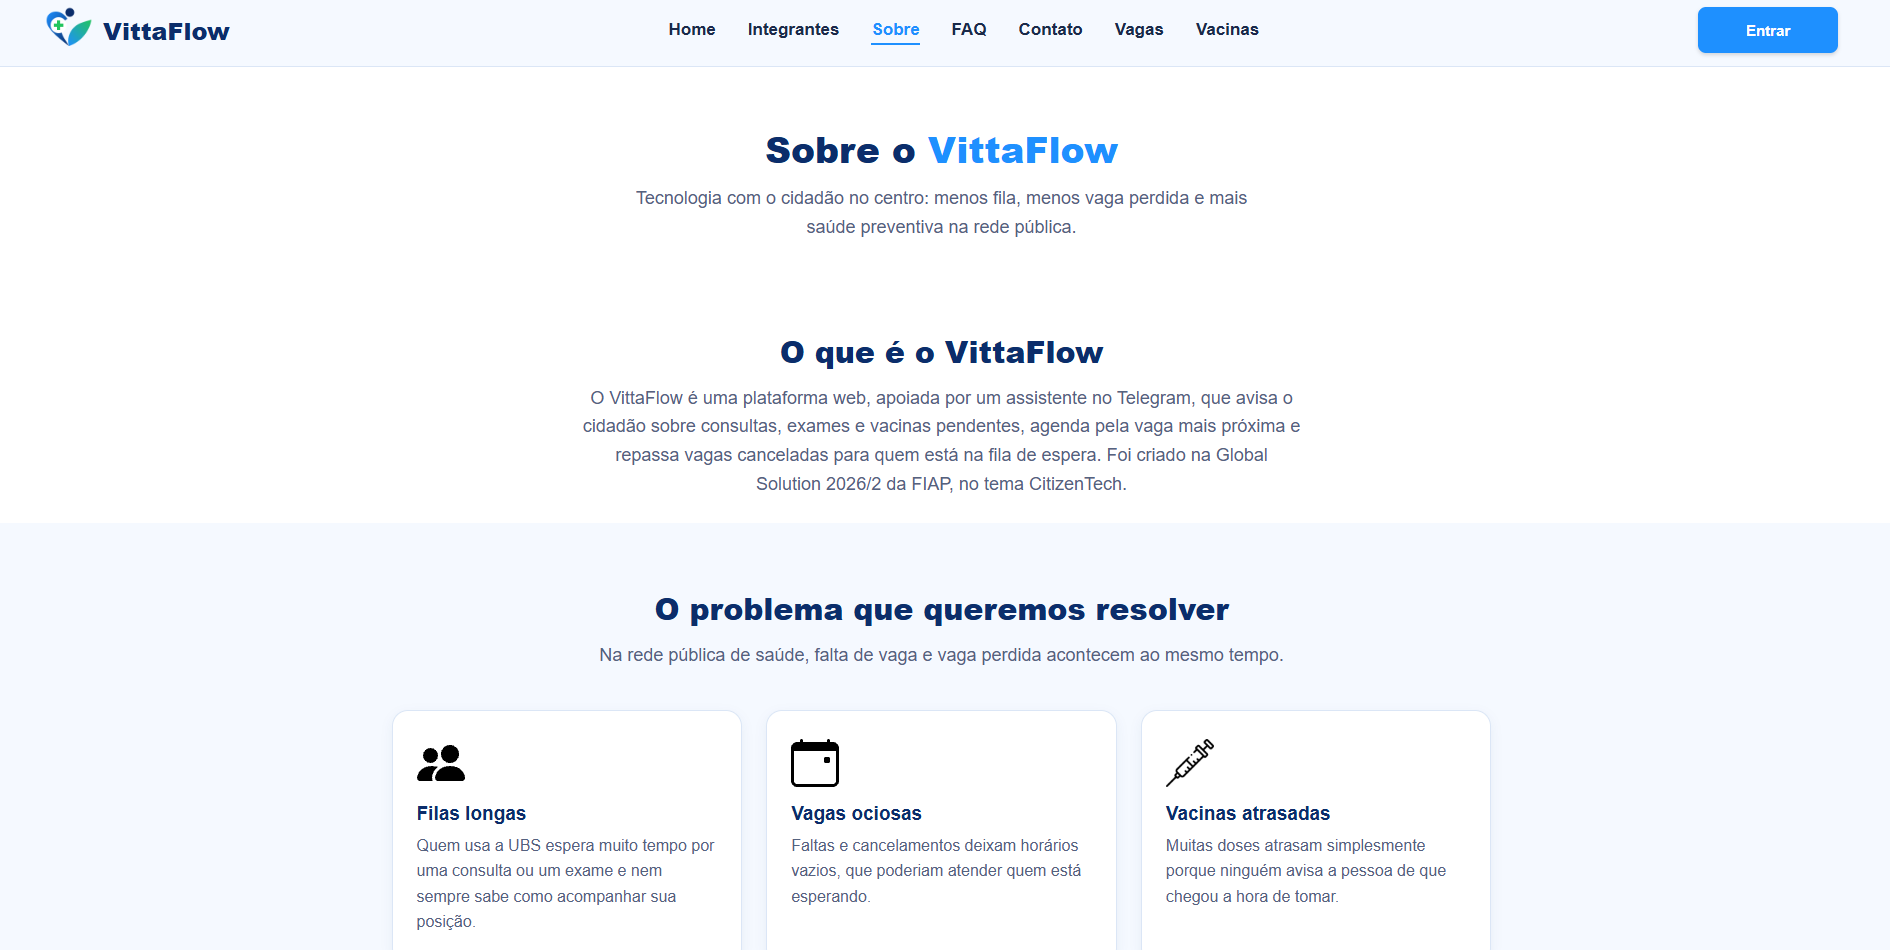 VittaFlow
Home
Integrantes
Sobre
FAQ
Contato
Vagas
Vacinas
Entrar
Sobre o VittaFlow
Tecnologia com o cidadão no centro: menos fila, menos vaga perdida e mais
saúde preventiva na rede pública.
O que é o VittaFlow
O VittaFlow é uma plataforma web, apoiada por um assistente no Telegram, que avisa o
cidadão sobre consultas, exames e vacinas pendentes, agenda pela vaga mais próxima e
repassa vagas canceladas para quem está na fila de espera. Foi criado na Global
Solution 2026/2 da FIAP, no tema CitizenTech.
O problema que queremos resolver
Na rede pública de saúde, falta de vaga e vaga perdida acontecem ao mesmo tempo.
Filas longas
Quem usa a UBS espera muito tempo por
uma consulta ou um exame e nem
sempre sabe como acompanhar sua
posição.
Vagas ociosas
Faltas e cancelamentos deixam horários
vazios, que poderiam atender quem está
esperando.
Vacinas atrasadas
Muitas doses atrasam simplesmente
porque ninguém avisa a pessoa de que
chegou a hora de tomar.